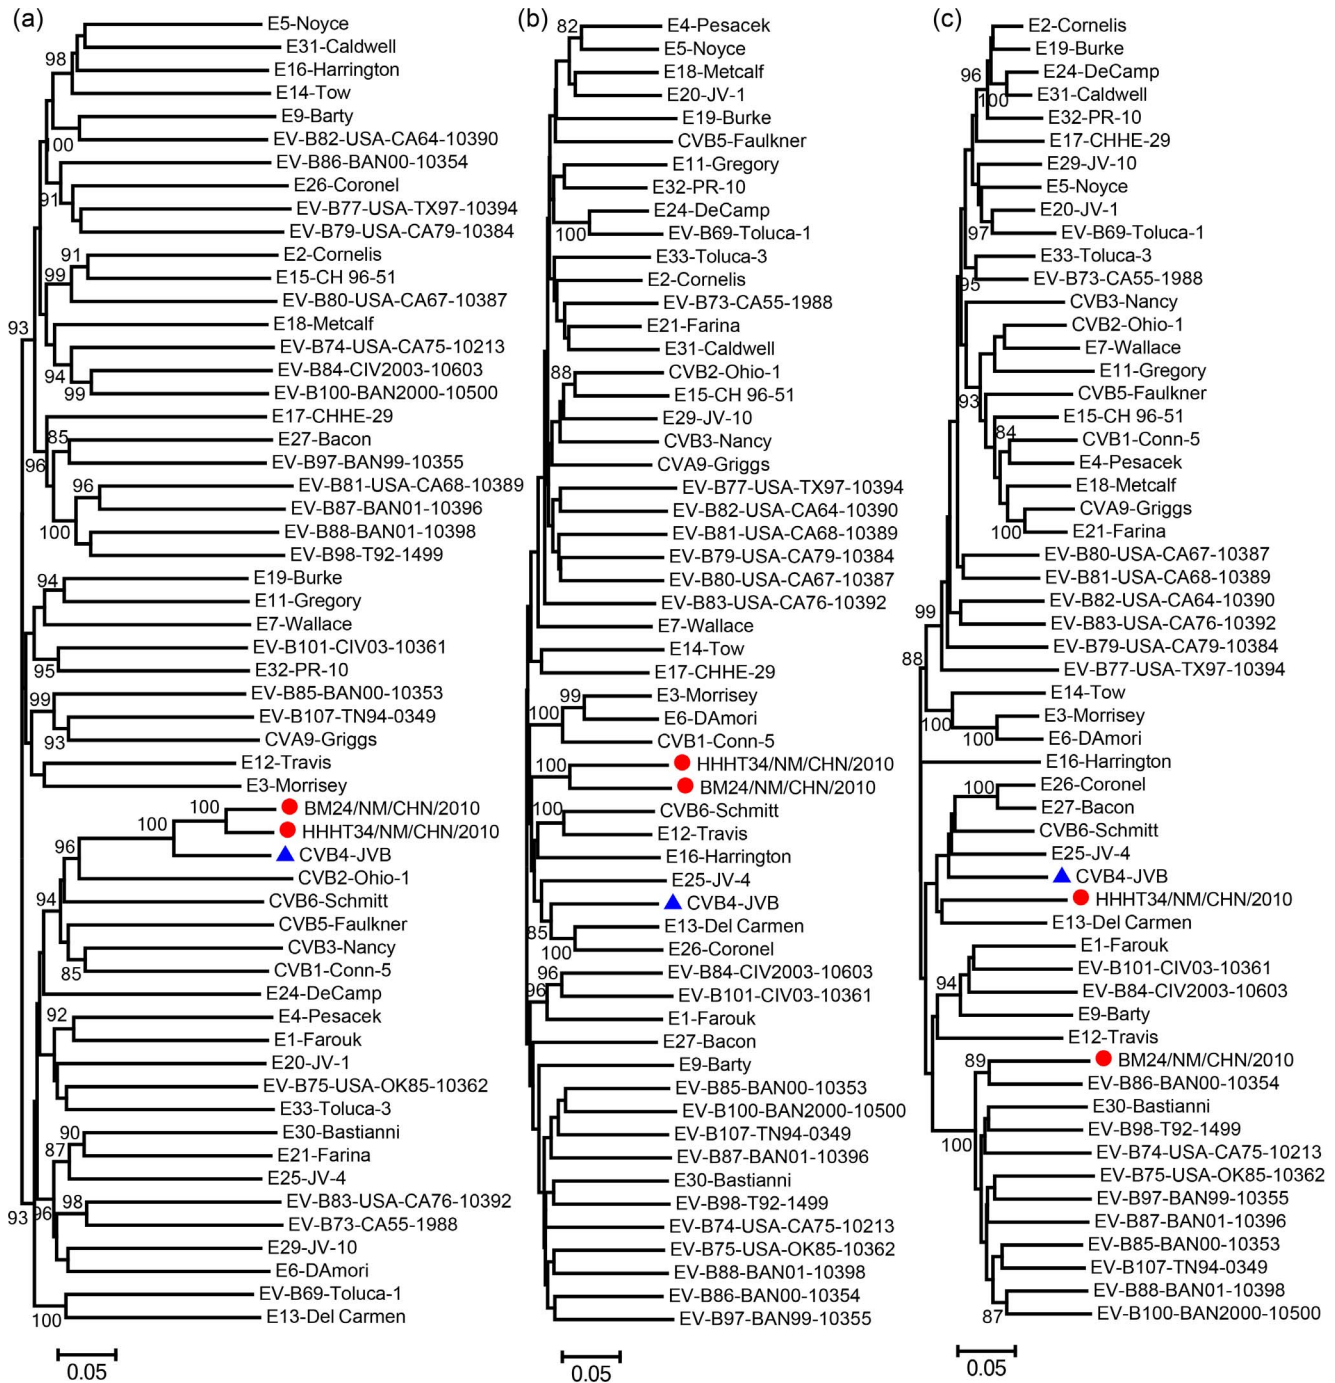 (a)
E5-Noyce
E31-Caldwell
98
E16-Harrington
E14-Tow
E9-Barty
100
EV-B82-USA-CA64-10390
EV-B86-BAN00-10354
E26-Coronel
91
EV-B77-USA-TX97-10394
EV-B79-USA-CA79-10384
91
E2-Cornelis
99
E15-CH 96-51
EV-B80-USA-CA67-10387
93
E18-Metcalf
EV-B74-USA-CA75-10213
94
EV-B84-CIV2003-10603
99
EV-B100-BAN2000-10500
E17-CHHE-29
85
E27-Bacon
96
EV-B97-BAN99-10355
96
EV-B81-USA-CA68-10389
EV-B87-BAN01-10396
100
EV-B88-BAN01-10398
EV-B98-T92-1499
94
E19-Burke
E11-Gregory
E7-Wallace
EV-B101-CIV03-10361
95
E32-PR-10
99
EV-B85-BAN00-10353
EV-B107-TN94-0349
93
CVA9-Griggs
E12-Travis
E3-Morrisey
100
BM24/NM/CHN/2010
100
HHHT34/NM/CHN/2010
96
CVB4-JVB
CVB2-Ohio-1
94
CVB6-Schmitt
CVB5-Faulkner
CVB3-Nancy
85
CVB1-Conn-5
E24-DeCamp
92
E4-Pesacek
E1-Farouk
E20-JV-1
EV-B75-USA-OK85-10362
E33-Toluca-3
90
E30-Bastianni
87
E21-Farina
E25-JV-4
98
EV-B83-USA-CA76-10392
93
96
EV-B73-CA55-1988
E29-JV-10
E6-DAmori
EV-B69-Toluca-1
100
E13-Del Carmen
0.05
(b)
82
E4-Pesacek
E5-Noyce
E18-Metcalf
E20-JV-1
E19-Burke
CVB5-Faulkner
E11-Gregory
E32-PR-10
E24-DeCamp
100
EV-B69-Toluca-1
E33-Toluca-3
E2-Cornelis
EV-B73-CA55-1988
E21-Farina
E31-Caldwell
88
CVB2-Ohio-1
E15-CH 96-51
E29-JV-10
CVB3-Nancy
CVA9-Griggs
EV-B77-USA-TX97-10394
EV-B82-USA-CA64-10390
EV-B81-USA-CA68-10389
EV-B79-USA-CA79-10384
EV-B80-USA-CA67-10387
EV-B83-USA-CA76-10392
E7-Wallace
E14-Tow
E17-CHHE-29
99
E3-Morrisey
100
E6-DAmori
CVB1-Conn-5
100
HHHT34/NM/CHN/2010
BM24/NM/CHN/2010
100
CVB6-Schmitt
E12-Travis
E16-Harrington
E25-JV-4
CVB4-JVB
85
E13-Del Carmen
100
E26-Coronel
96
EV-B84-CIV2003-10603
96
EV-B101-CIV03-10361
E1-Farouk
E27-Bacon
E9-Barty
EV-B85-BAN00-10353
EV-B100-BAN2000-10500
EV-B107-TN94-0349
EV-B87-BAN01-10396
E30-Bastianni
EV-B98-T92-1499
EV-B74-USA-CA75-10213
EV-B75-USA-OK85-10362
EV-B88-BAN01-10398
EV-B86-BAN00-10354
EV-B97-BAN99-10355
0.05
(c)
E2-Cornelis
E19-Burke
96
E24-DeCamp
100
E31-Caldwell
E32-PR-10
E17-CHHE-29
E29-JV-10
E5-Noyce
E20-JV-1
97
EV-B69-Toluca-1
E33-Toluca-3
95
EV-B73-CA55-1988
CVB3-Nancy
CVB2-Ohio-1
E7-Wallace
E11-Gregory
93
CVB5-Faulkner
E15-CH 96-51
84
CVB1-Conn-5
E4-Pesacek
E18-Metcalf
CVA9-Griggs
100
E21-Farina
EV-B80-USA-CA67-10387
EV-B81-USA-CA68-10389
99
EV-B82-USA-CA64-10390
EV-B83-USA-CA76-10392
EV-B79-USA-CA79-10384
88
EV-B77-USA-TX97-10394
E14-Tow
100
E3-Morrisey
100
E6-DAmori
E16-Harrington
100
E26-Coronel
E27-Bacon
CVB6-Schmitt
E25-JV-4
CVB4-JVB
HHHT34/NM/CHN/2010
E13-Del Carmen
E1-Farouk
EV-B101-CIV03-10361
94
EV-B84-CIV2003-10603
E9-Barty
E12-Travis
89
BM24/NM/CHN/2010
EV-B86-BAN00-10354
E30-Bastianni
100
EV-B98-T92-1499
EV-B74-USA-CA75-10213
EV-B75-USA-OK85-10362
EV-B97-BAN99-10355
EV-B87-BAN01-10396
EV-B85-BAN00-10353
EV-B107-TN94-0349
EV-B88-BAN01-10398
87
EV-B100-BAN2000-10500
0.05